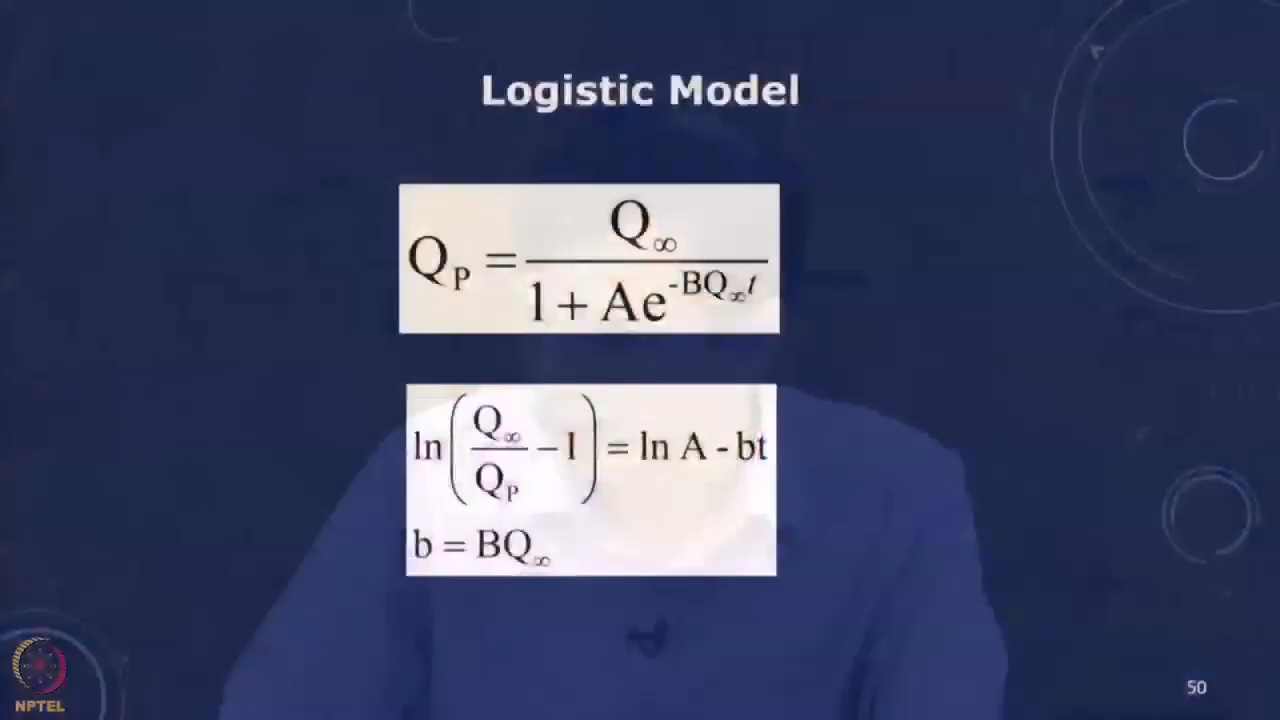 Logistic Model
Q_P = Q_∞ / (1 + Ae^{-BQ_∞ t})
ln(Q_∞ / Q_P − 1) = ln A - bt
b = BQ_∞
NPTEL
50